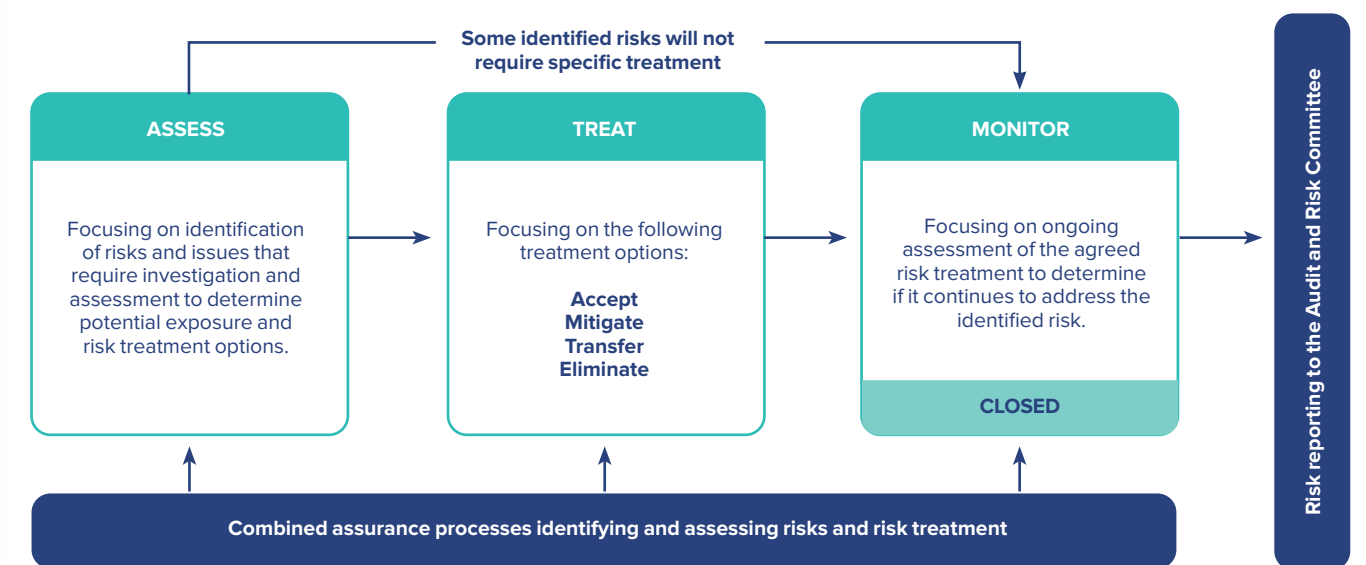 Some identified risks will not
require specific treatment
ASSESS
Focusing on identification
of risks and issues that
require investigation and
assessment to determine
potential exposure and
risk treatment options.
TREAT
Focusing on the following
treatment options:
Accept
Mitigate
Transfer
Eliminate
MONITOR
Focusing on ongoing
assessment of the agreed
risk treatment to determine
if it continues to address the
identified risk.
CLOSED
Combined assurance processes identifying and assessing risks and risk treatment
Risk reporting to the Audit and Risk Committee